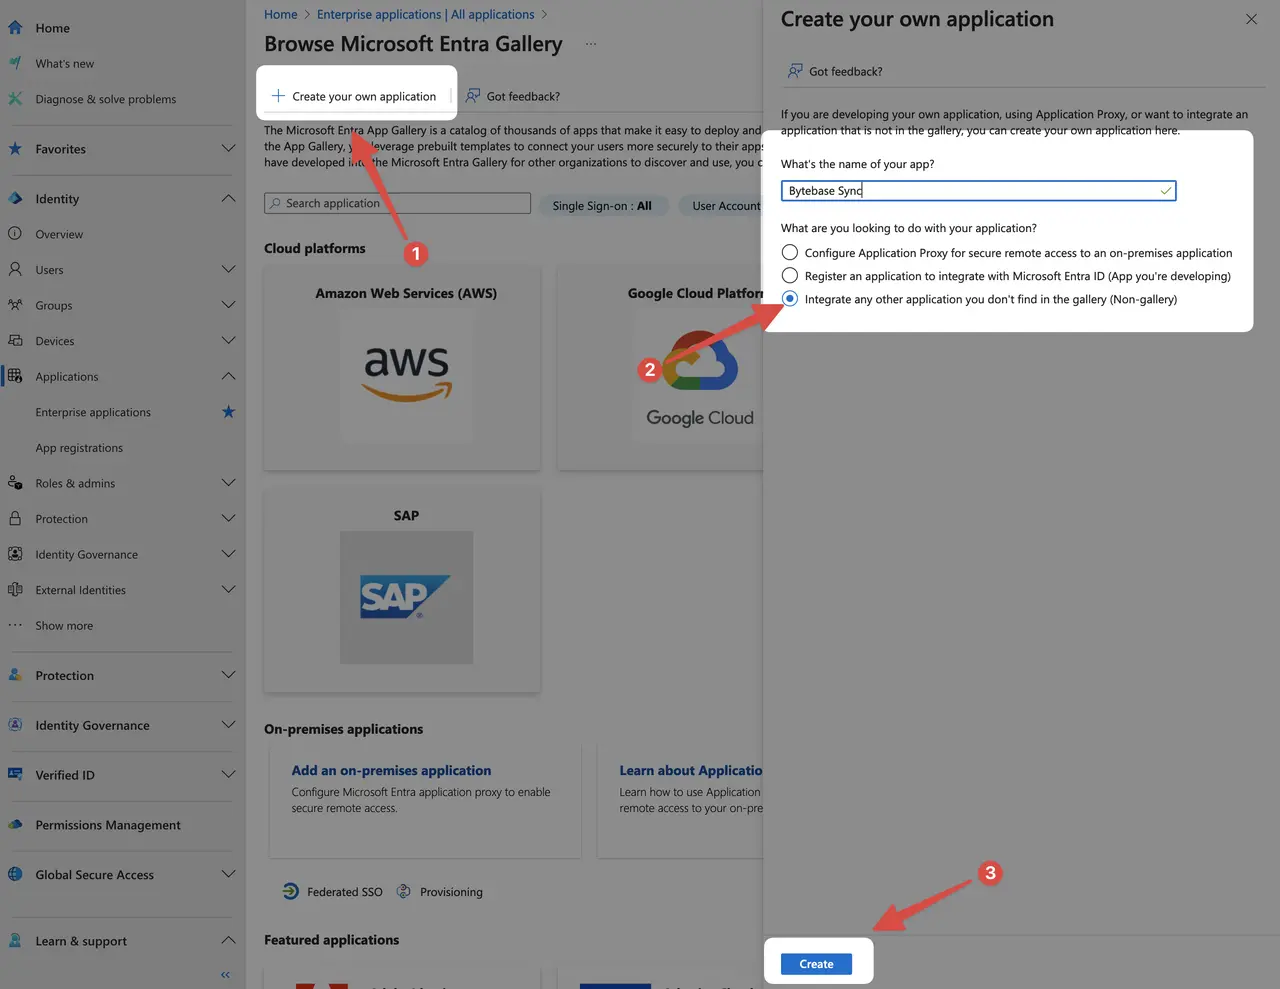 Home
What's new
Diagnose & solve problems
Favorites
Identity
Overview
Users
Groups
Devices
Applications
Enterprise applications
App registrations
Roles & admins
Protection
Identity Governance
External Identities
Show more
Protection
Identity Governance
Verified ID
Permissions Management
Global Secure Access
Learn & support
Home > Enterprise applications | All applications >
Browse Microsoft Entra Gallery ...
Create your own application
Got feedback?
The Microsoft Entra App Gallery is a catalog of thousands of apps that make it easy to deploy and
the App Gallery, leverage prebuilt templates to connect your users more securely to their apps
have developed the Microsoft Entra Gallery for other organizations to discover and use, you
Search application
Single Sign-on : All
User Account
1
Cloud platforms
Amazon Web Services (AWS)
aws
Google Cloud Platform
2
Google Cloud
SAP
SAP
On-premises applications
Add an on-premises application
Configure Microsoft Entra application proxy to enable
secure remote access.
Learn about Applicatio
Learn how to use Application
remote access to your on-pre
Federated SSO
Provisioning
Featured applications
Create your own application
Got feedback?
If you are developing your own application, using Application Proxy, or want to integrate an
application that is not in the gallery, you can create your own application here.
What's the name of your app?
Bytebase Sync
What are you looking to do with your application?
Configure Application Proxy for secure remote access to an on-premises application
Register an application to integrate with Microsoft Entra ID (App you're developing)
Integrate any other application you don't find in the gallery (Non-gallery)
3
Create